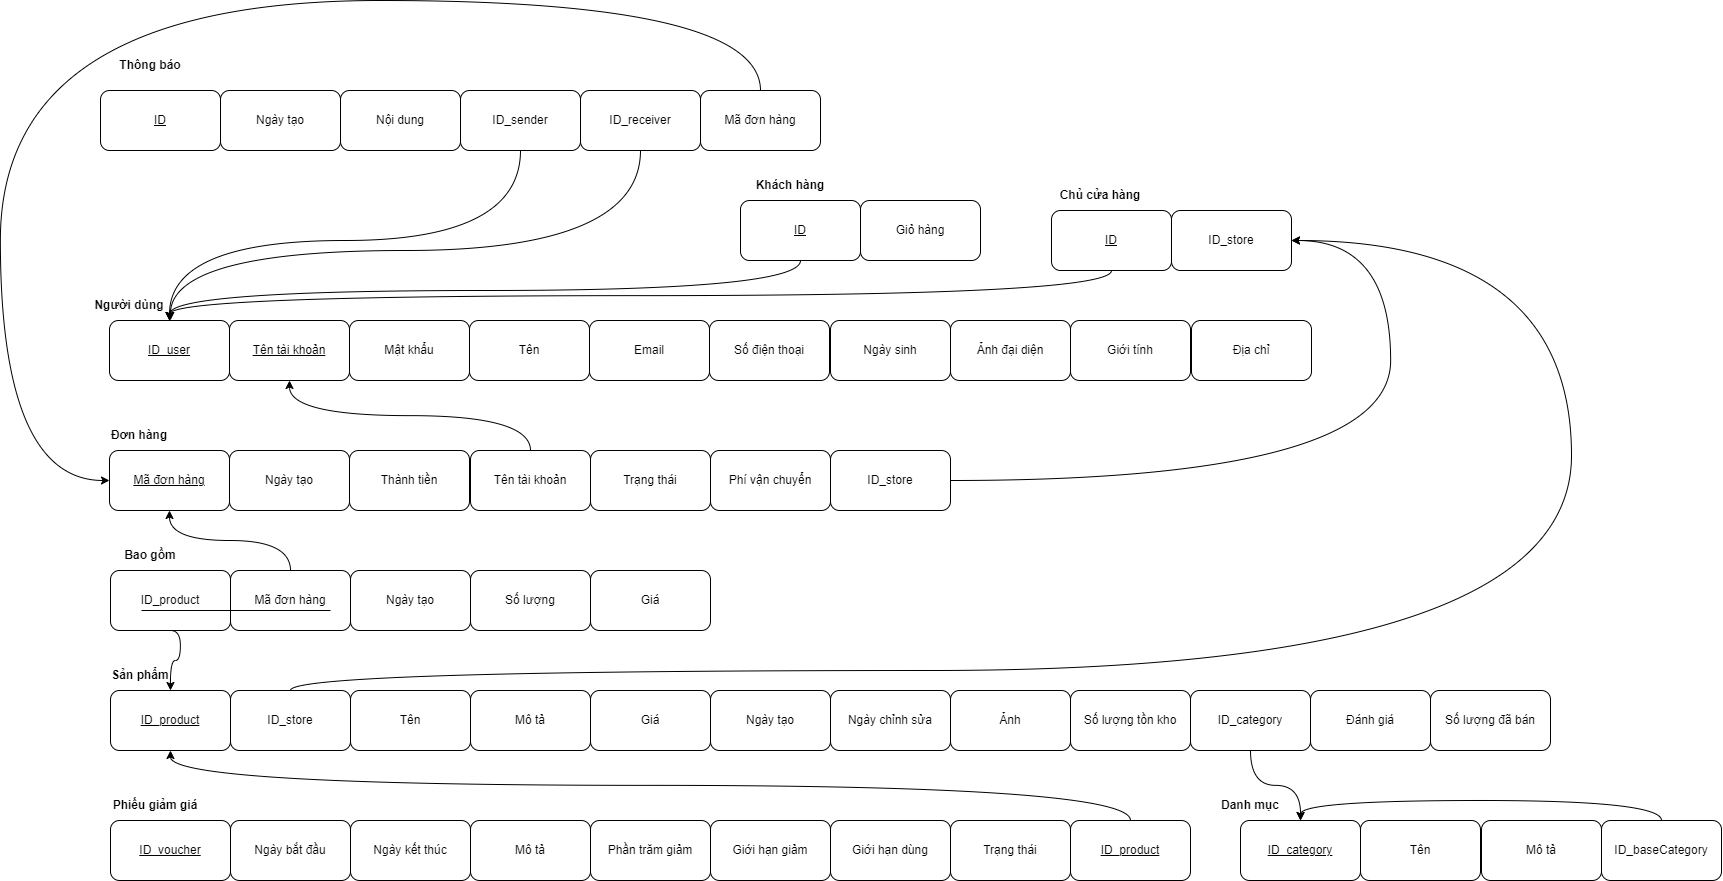 Thông báo
ID
Ngày tạo
Nội dung
ID_sender
ID_receiver
Mã đơn hàng
Khách hàng
ID
Giỏ hàng
Chủ cửa hàng
ID
ID_store
Người dùng
ID_user
Tên tài khoản
Mật khẩu
Tên
Email
Số điện thoại
Ngày sinh
Ảnh đại diện
Giới tính
Địa chỉ
Đơn hàng
Mã đơn hàng
Ngày tạo
Thành tiền
Tên tài khoản
Trạng thái
Phí vận chuyển
ID_store
Bao gồm
ID_product
Mã đơn hàng
Ngày tạo
Số lượng
Giá
Sản phẩm
ID_product
ID_store
Tên
Mô tả
Giá
Ngày tạo
Ngày chỉnh sửa
Ảnh
Số lượng tồn kho
ID_category
Đánh giá
Số lượng đã bán
Phiếu giảm giá
ID_voucher
Ngày bắt đầu
Ngày kết thúc
Mô tả
Phần trăm giảm
Giới hạn giảm
Giới hạn dùng
Trạng thái
ID_product
Danh mục
ID_category
Tên
Mô tả
ID_baseCategory